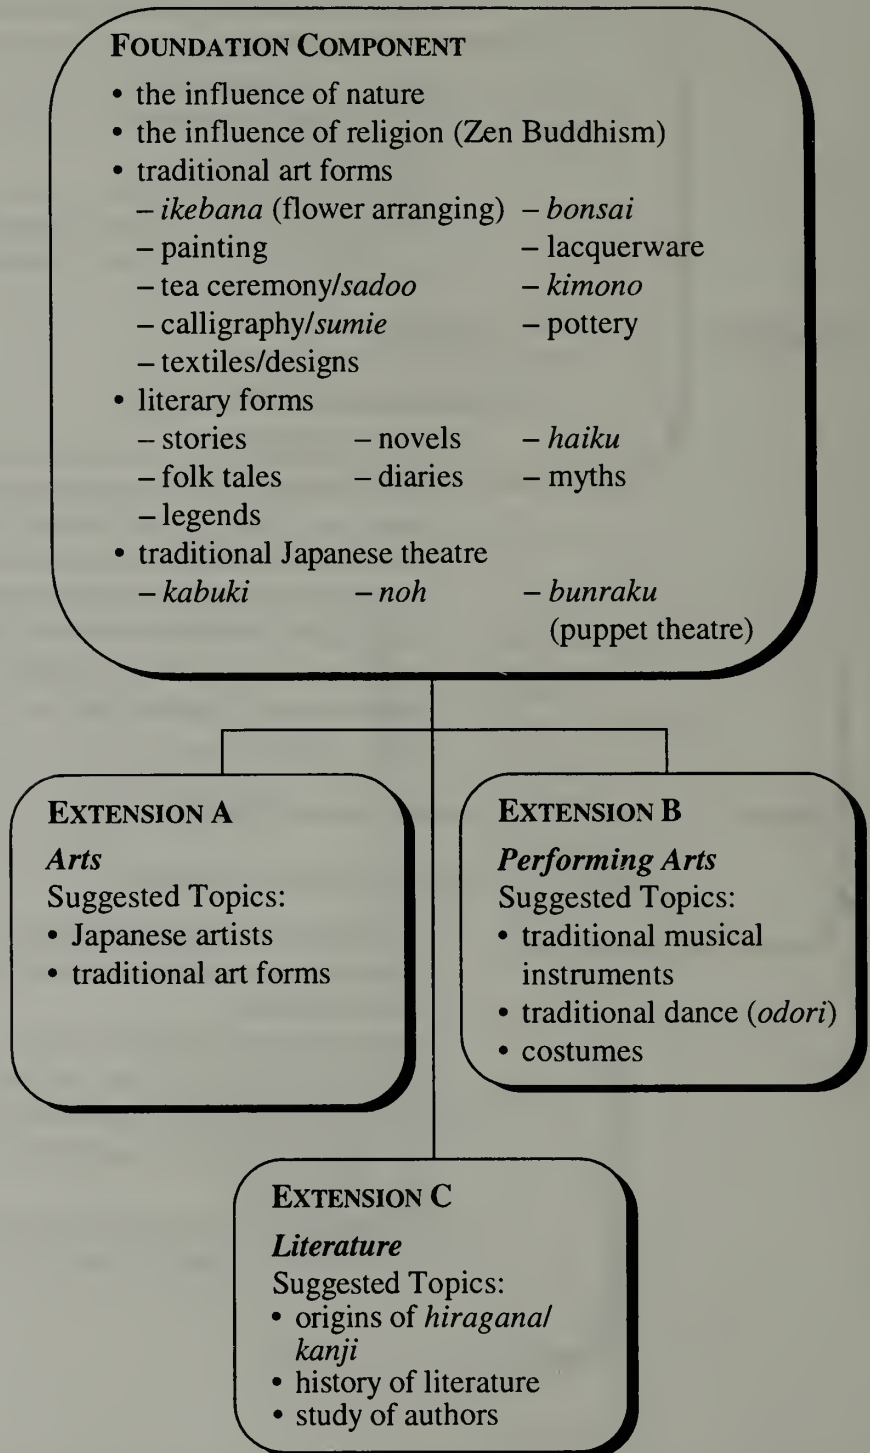 FOUNDATION COMPONENT
• the influence of nature
• the influence of religion (Zen Buddhism)
• traditional art forms
– ikebana (flower arranging) – bonsai
– painting – lacquerware
– tea ceremony/sadoo – kimono
– calligraphy/sumie – pottery
– textiles/designs
• literary forms
– stories – novels – haiku
– folk tales – diaries – myths
– legends
• traditional Japanese theatre
– kabuki – noh – bunraku
(puppet theatre)
EXTENSION A
Arts
Suggested Topics:
• Japanese artists
• traditional art forms
EXTENSION B
Performing Arts
Suggested Topics:
• traditional musical
instruments
• traditional dance (odori)
• costumes
EXTENSION C
Literature
Suggested Topics:
• origins of hiragana/
kanji
• history of literature
• study of authors